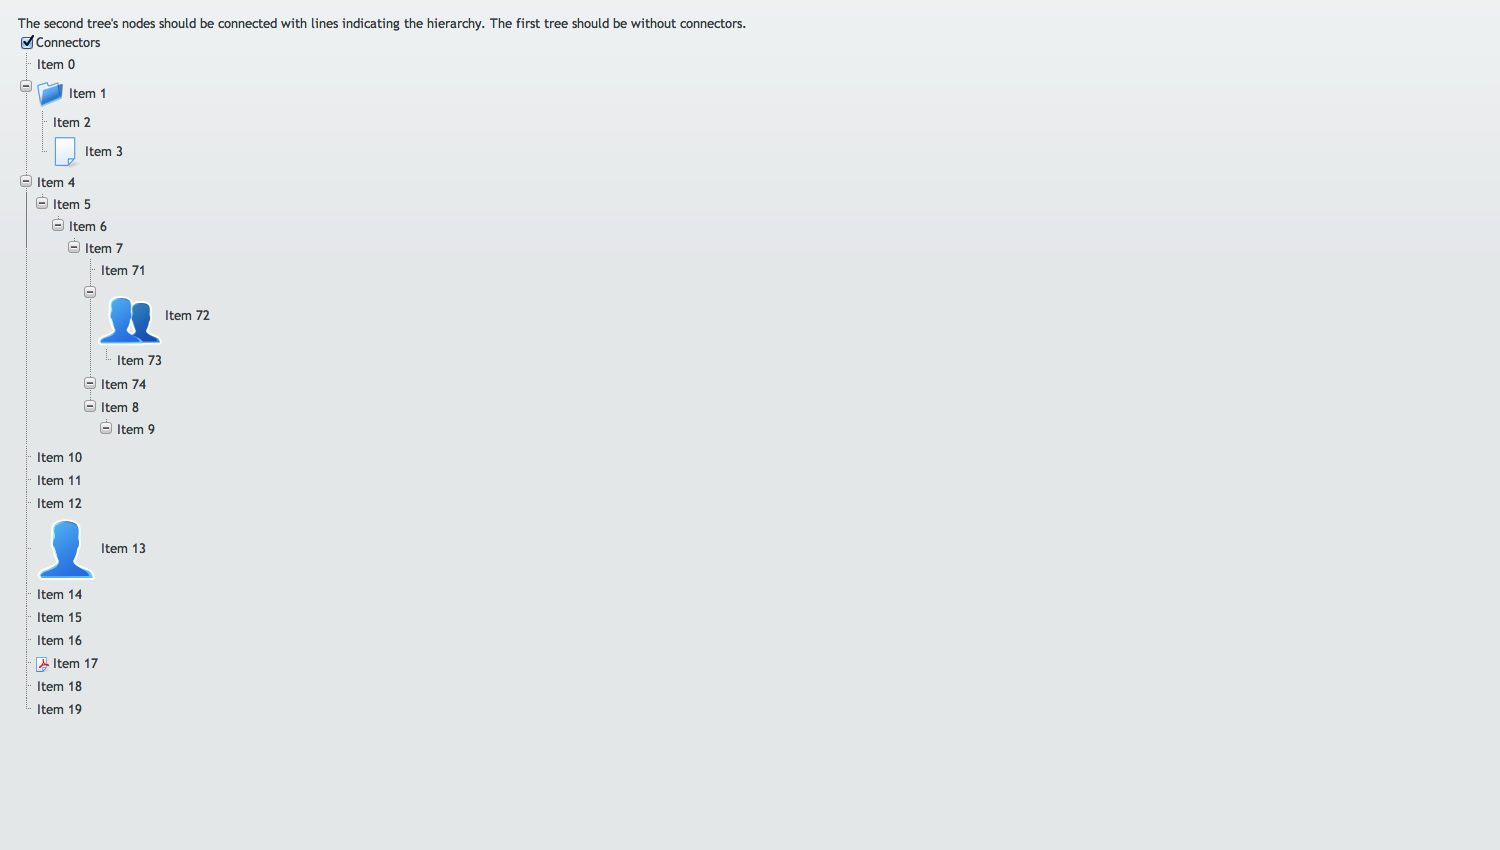 The second tree's nodes should be connected with lines indicating the hierarchy. The first tree should be without connectors.
Connectors
Item 0
Item 1
Item 2
Item 3
Item 4
Item 5
Item 6
Item 7
Item 71
Item 72
Item 73
Item 74
Item 8
Item 9
Item 10
Item 11
Item 12
Item 13
Item 14
Item 15
Item 16
Item 17
Item 18
Item 19